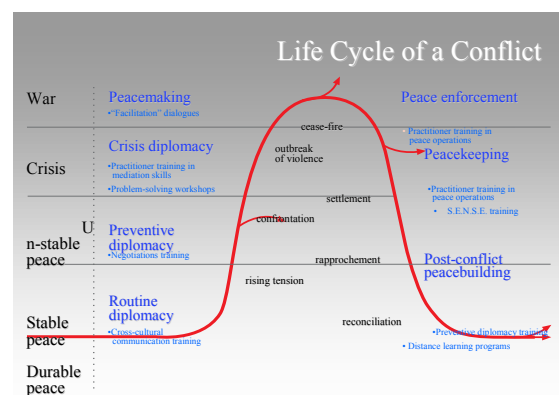 Life Cycle of a Conflict
War
Peacemaking
•"Facilitation" dialogues
Peace enforcement
cease-fire
• Practitioner training in
peace operations
Crisis
Crisis diplomacy
•Practitioner training in
mediation skills
•Problem-solving workshops
outbreak
of violence
Peacekeeping
•Practitioner training in
peace operations
• S.E.N.S.E. training
settlement
U
n-stable
peace
Preventive
diplomacy
•Negotiations training
confrontation
rapprochement
Post-conflict
peacebuilding
rising tension
Stable
peace
Routine
diplomacy
•Cross-cultural
communication training
reconciliation
•Preventive diplomacy training
• Distance learning programs
Durable
peace